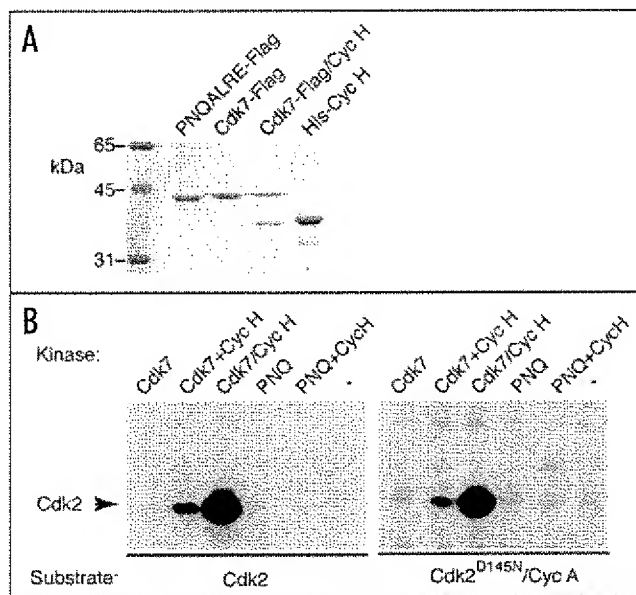 A
PNQALRE-Flag
Cdk7-Flag
Cdk7-Flag/Cyc H
His-Cyc H
kDa
65-
45-
31-
B
Kinase:
Cdk7
Cdk7+Cyc H
Cdk7/Cyc H
PNQ
PNQ+CycH
-
Cdk7
Cdk7+Cyc H
Cdk7/Cyc H
PNQ
PNQ+CycH
-
Cdk2
Substrate:
Cdk2
Cdk2D145N/Cyc A